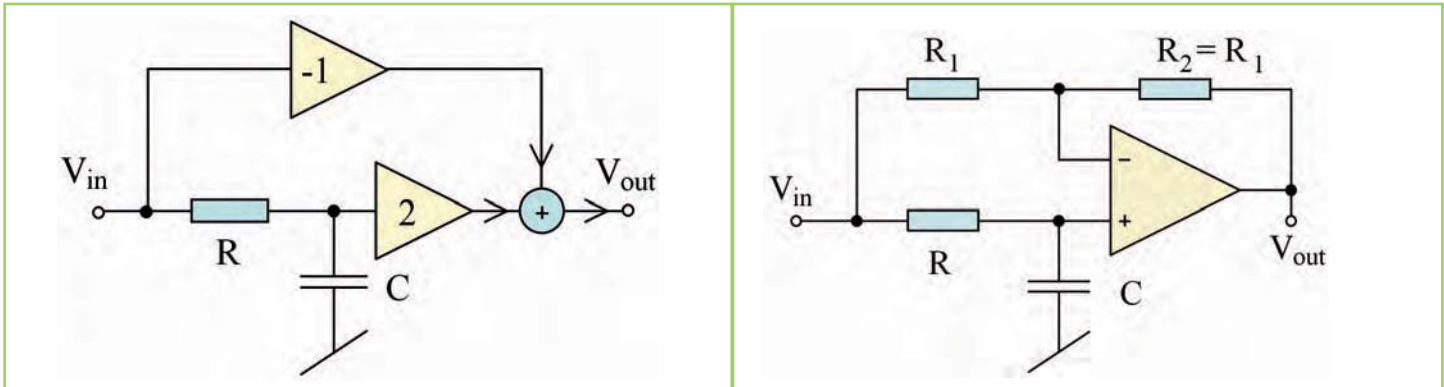 -1
V_in
2
+
V_out
R
C
R_1
R_2 = R_1
−
V_in
+
R
C
V_out